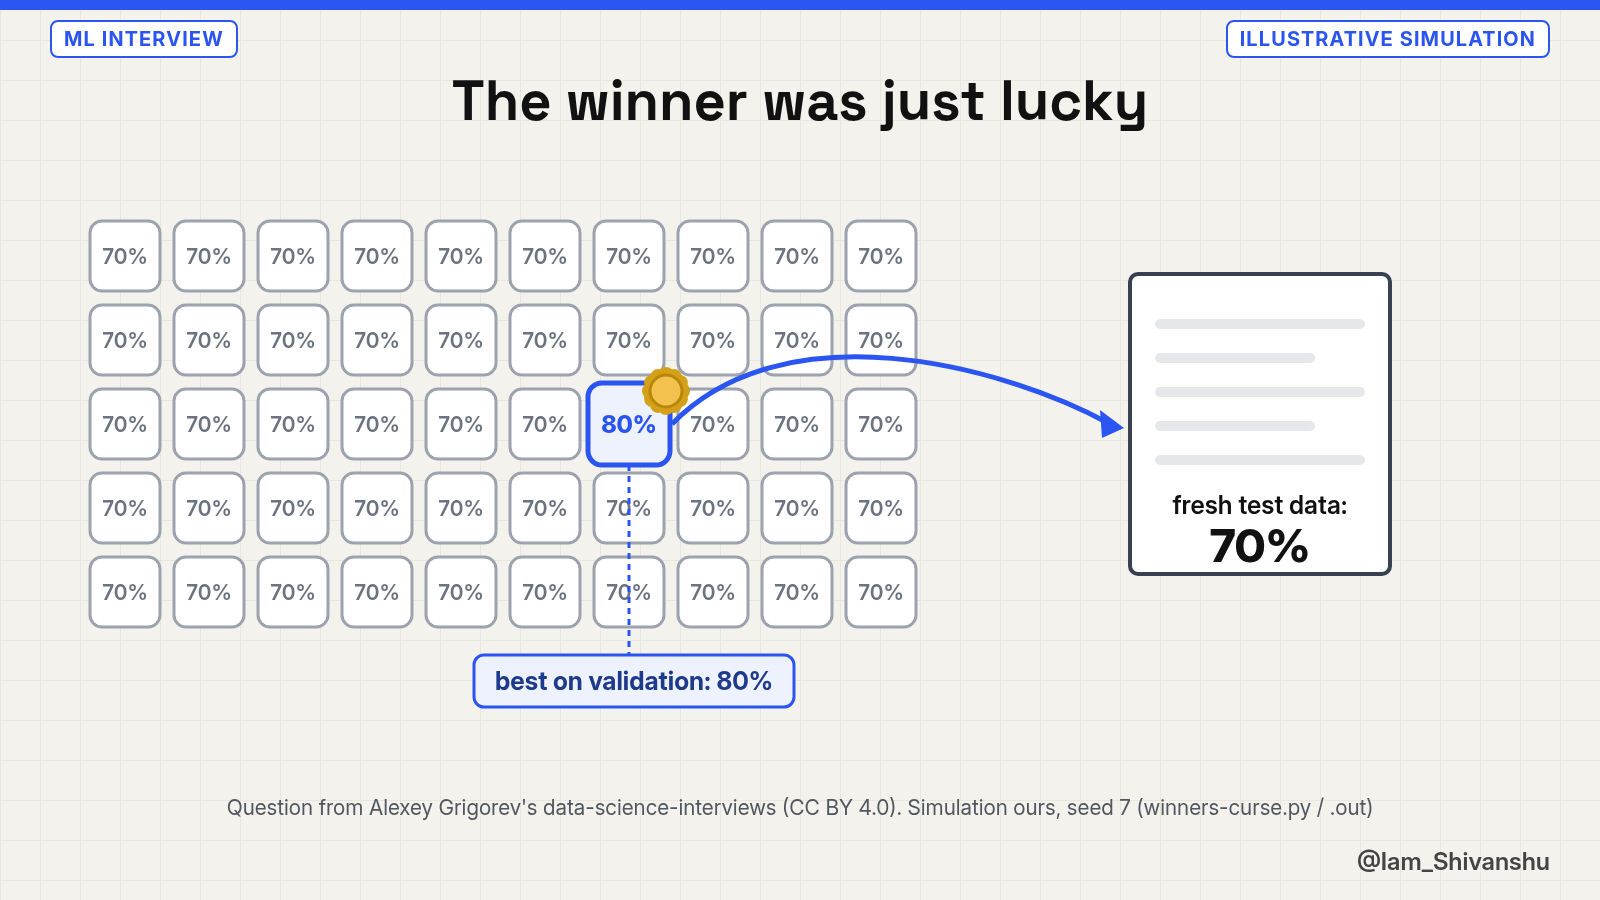 ML INTERVIEW
ILLUSTRATIVE SIMULATION
The winner was just lucky
70% 70% 70% 70% 70% 70% 70% 70% 70% 70%
70% 70% 70% 70% 70% 70% 70% 70% 70% 70%
70% 70% 70% 70% 70% 70% 80% 70% 70% 70%
70% 70% 70% 70% 70% 70% 70% 70% 70% 70%
70% 70% 70% 70% 70% 70% 70% 70% 70% 70%
best on validation: 80%
fresh test data:
70%
Question from Alexey Grigorev's data-science-interviews (CC BY 4.0). Simulation ours, seed 7 (winners-curse.py / .out)
@Iam_Shivanshu